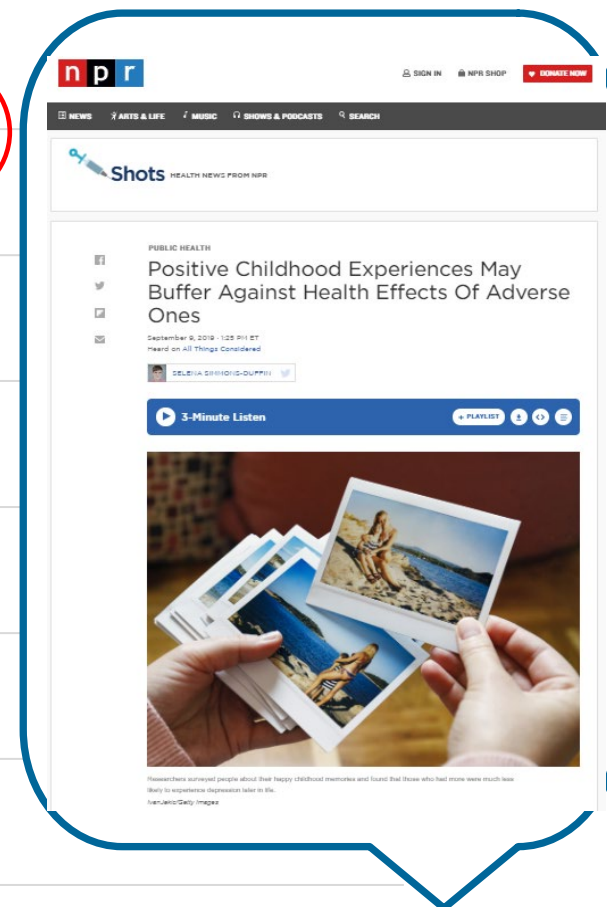 n p r
SIGN IN NPR SHOP DONATE NOW
NEWS ARTS & LIFE MUSIC SHOWS & PODCASTS SEARCH
Shots HEALTH NEWS FROM NPR
PUBLIC HEALTH
Positive Childhood Experiences May
Buffer Against Health Effects Of Adverse
Ones
September 9, 2019 · 1:25 PM ET
Heard on All Things Considered
SELENA SIMMONS-DUFFIN
3-Minute Listen
+ PLAYLIST
Researchers surveyed people about their happy childhood memories and found that those who had more were much less
likely to experience depression later in life.
IvanJekic/Getty Images